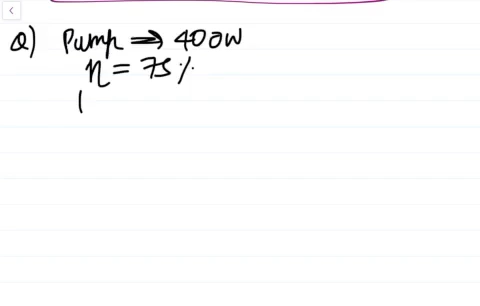 Q) Pump ⇒ 400W
η = 75%